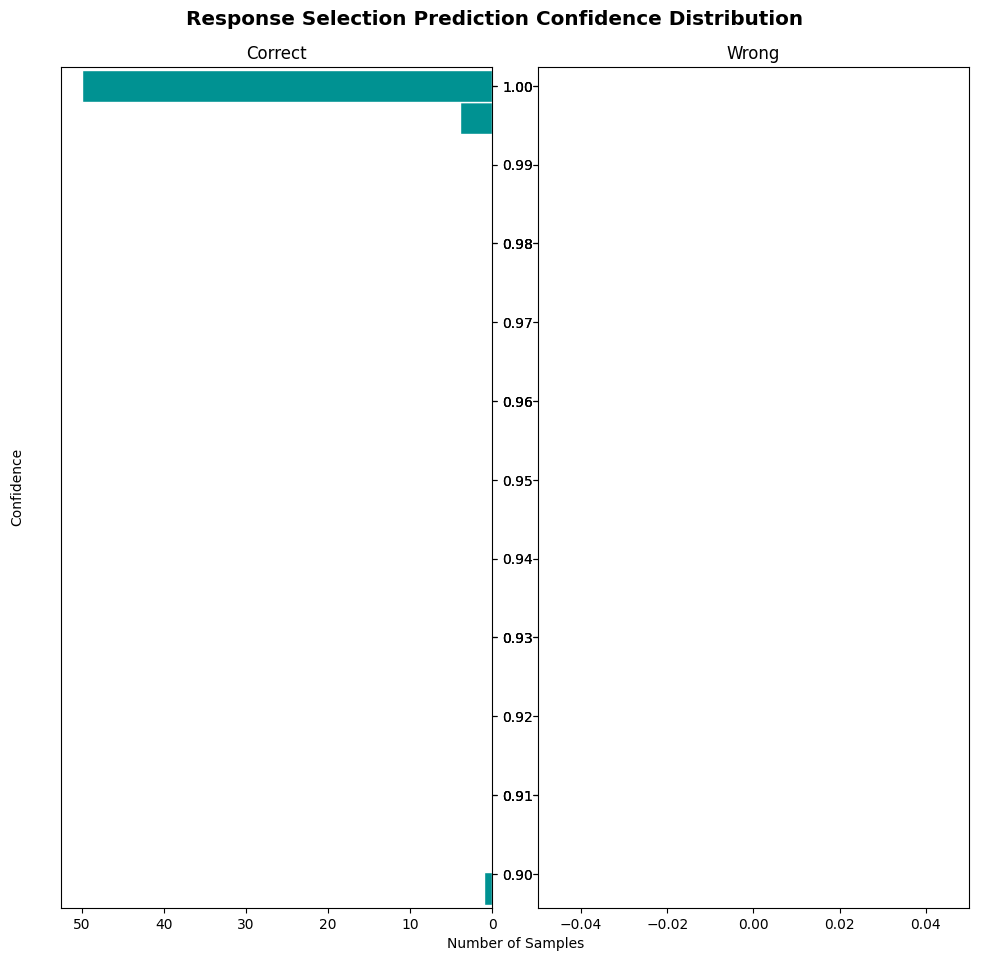 Response Selection Prediction Confidence Distribution
Correct
Wrong
1.00
0.99
0.98
0.97
0.96
0.95
0.94
0.93
0.92
0.91
0.90
Confidence
50 40 30 20 10 0
−0.04 −0.02 0.00 0.02 0.04
Number of Samples